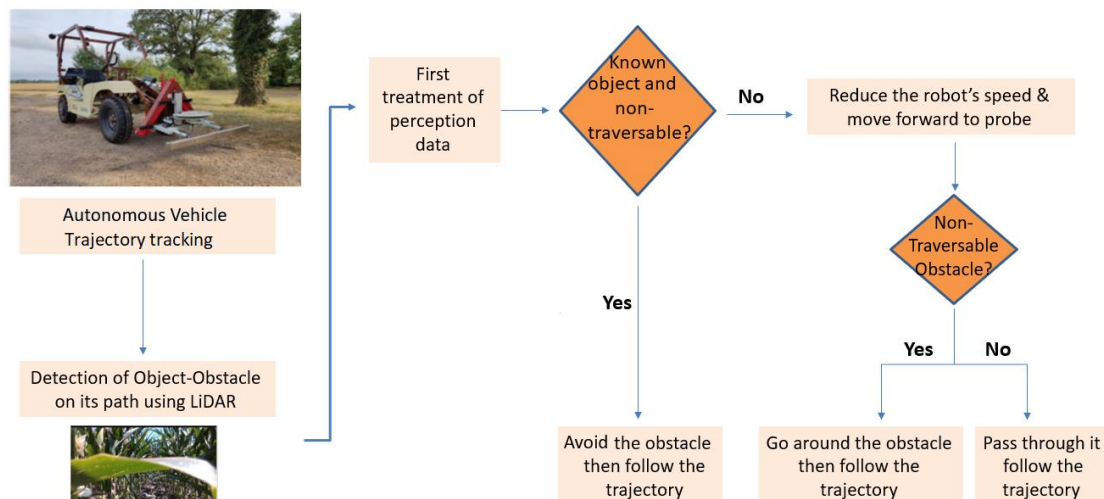 Autonomous Vehicle
Trajectory tracking
Detection of Object-Obstacle
on its path using LiDAR
First
treatment of
perception
data
Known
object and
non-
traversable?
No
Reduce the robot's speed &
move forward to probe
Non-
Traversable
Obstacle?
Yes
Yes
No
Avoid the obstacle
then follow the
trajectory
Go around the obstacle
then follow the
trajectory
Pass through it
follow the
trajectory